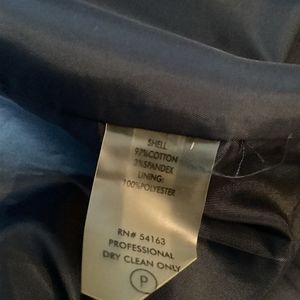 SHELL
97%COTTON
3%SPANDEX
LINING:
100%POLYESTER
RN# 54163
PROFESSIONAL
DRY CLEAN ONLY
P